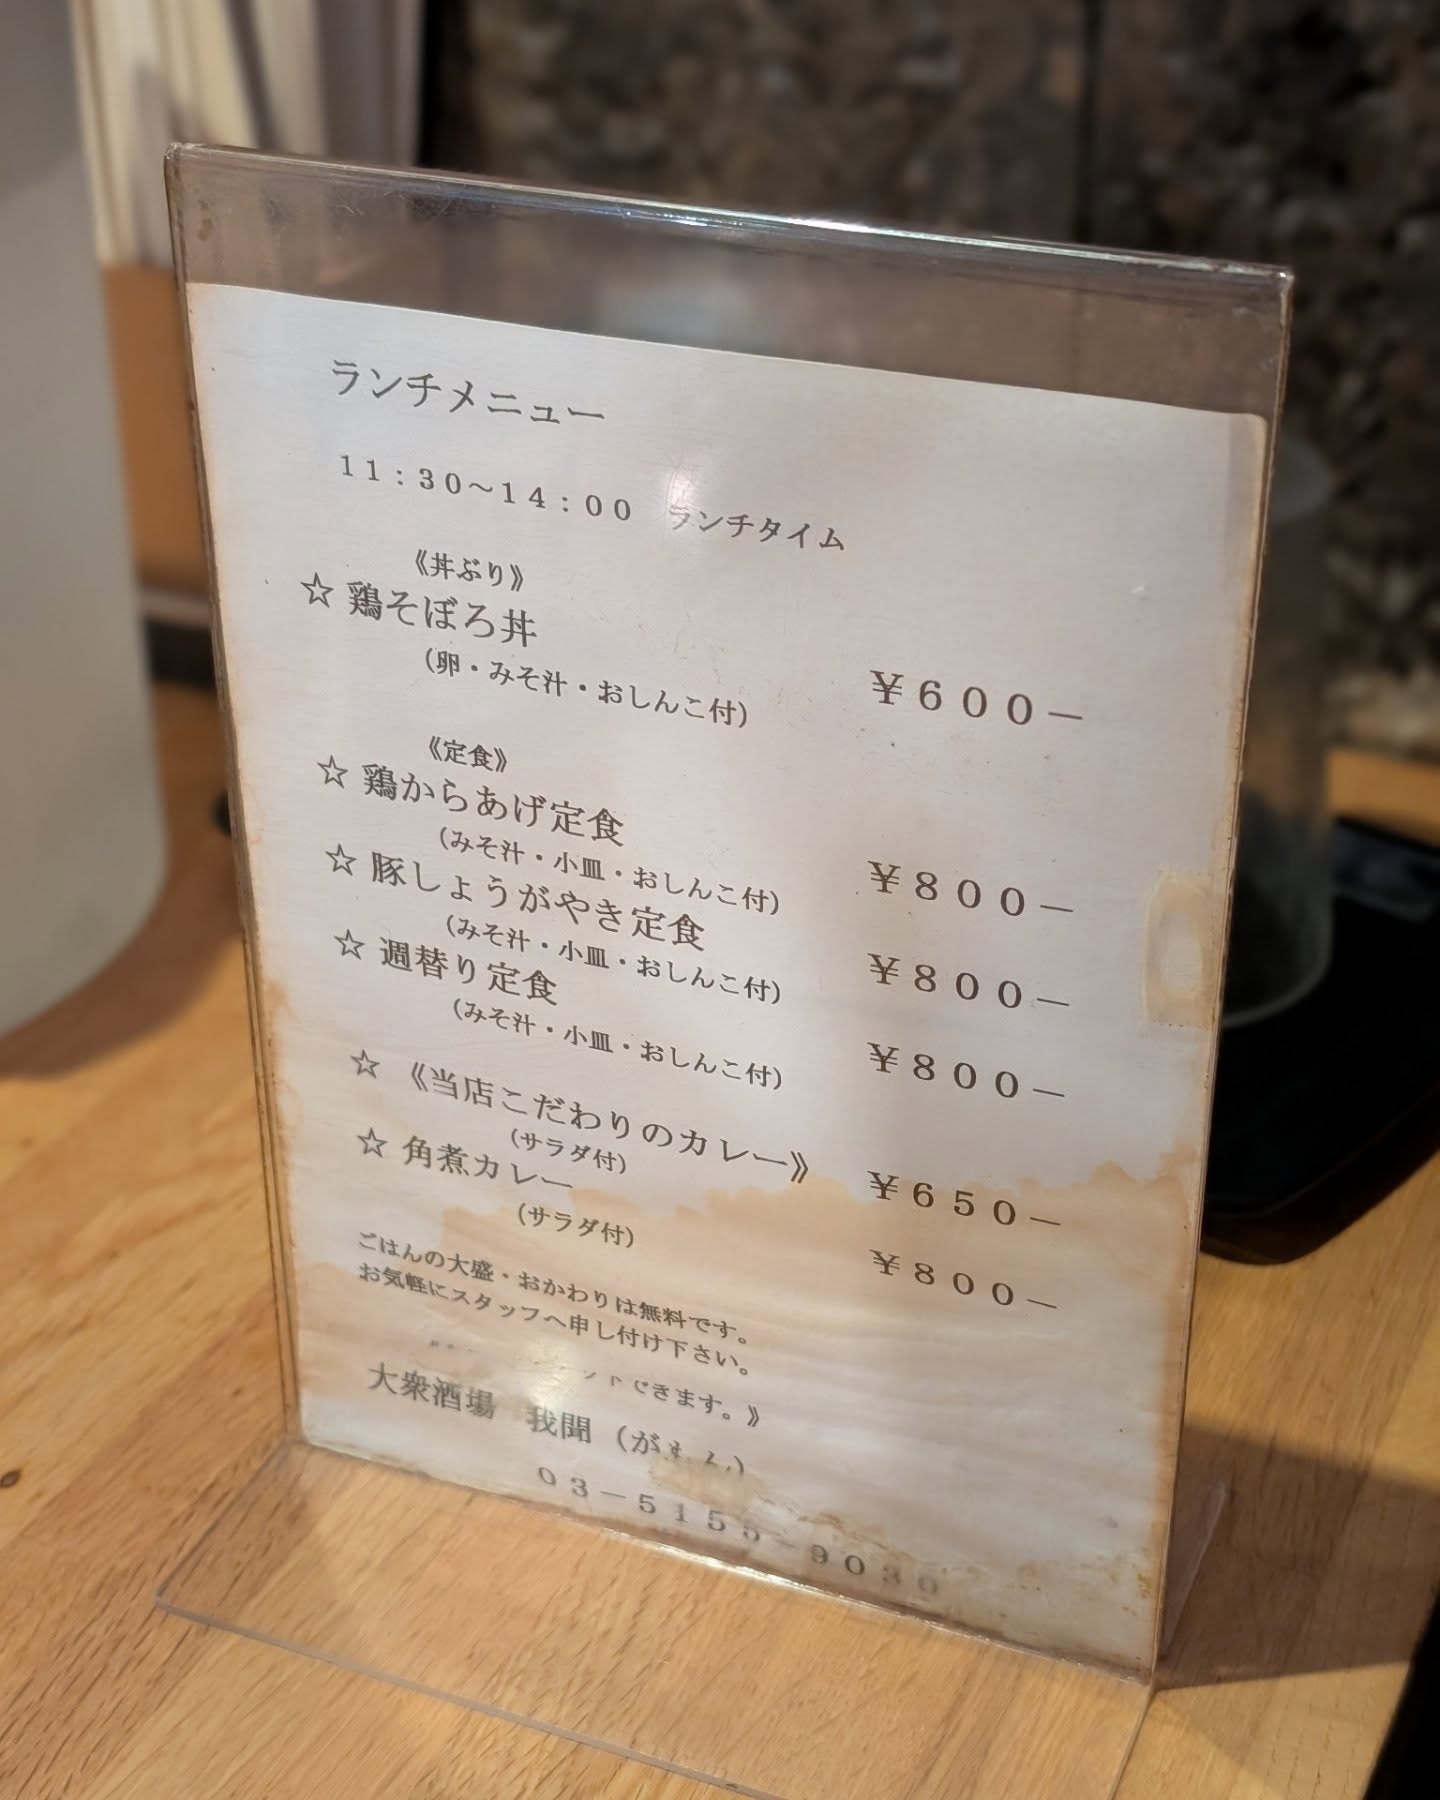 ランチメニュー
11:30～14:00　ランチタイム
《丼ぶり》
☆ 鶏そぼろ丼
(卵・みそ汁・おしんこ付)
¥600－
《定食》
☆ 鶏からあげ定食
(みそ汁・小皿・おしんこ付)
¥800－
☆ 豚しょうがやき定食
(みそ汁・小皿・おしんこ付)
¥800－
☆ 週替り定食
(みそ汁・小皿・おしんこ付)
¥800－
☆ 《当店こだわりのカレー》
(サラダ付)
¥650－
☆ 角煮カレー
(サラダ付)
¥800－
ごはんの大盛・おかわりは無料です。
お気軽にスタッフへ申し付け下さい。
できます。》
大衆酒場　我聞
03－5155－9030